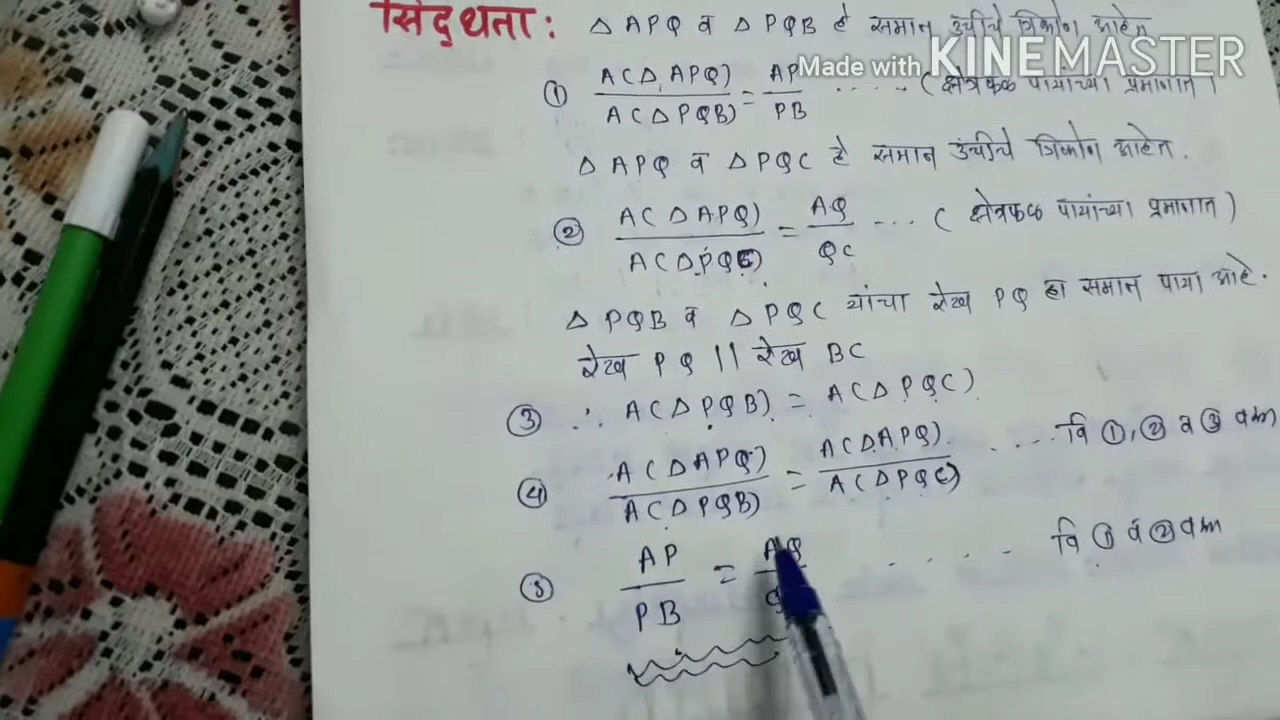 सिद्धता: △ APQ व △ PQB हे समान उंचीचे त्रिकोण आहेत
Made with KINEMASTER
① A(△ APQ) / A(△ PQB) = AP / PB ..... (क्षेत्रफळ पायांच्या प्रमाणात)
△ APQ व △ PQC हे समान उंचीचे त्रिकोण आहेत.
② A(△ APQ) / A(△ PQC) = AQ / QC ... (क्षेत्रफळ पायांच्या प्रमाणात)
△ PQB व △ PQC यांचा रेख PQ हा समान पाया आहे.
रेख PQ || रेख BC
③ ∴ A(△ PQB) = A(△ PQC)
④ A(△ APQ) / A(△ PQB) = A(△ APQ) / A(△ PQC) .... वि ①, ② व ③ वरून
⑤ AP / PB = AQ ..... वि ① व ② वरून